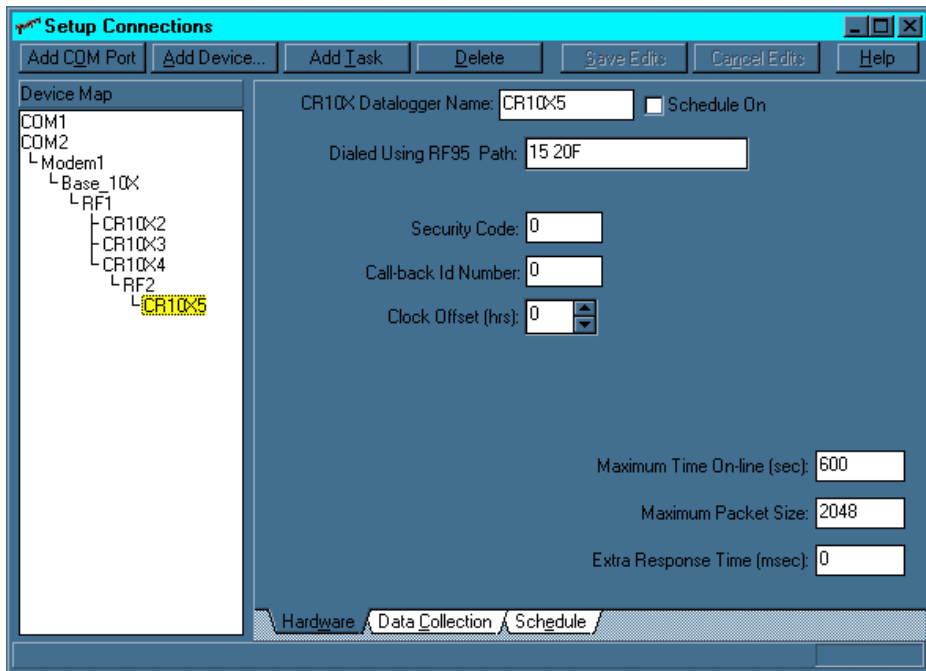 Setup Connections
Add COM Port Add Device... Add Task Delete Save Edits Cancel Edits Help
Device Map
COM1
COM2
Modem1
Base_10X
RF1
CR10X2
CR10X3
CR10X4
RF2
CR10X5
CR10X Datalogger Name: CR10X5 Schedule On
Dialed Using RF95 Path: 15 20F
Security Code: 0
Call-back Id Number: 0
Clock Offset (hrs): 0
Maximum Time On-line (sec): 600
Maximum Packet Size: 2048
Extra Response Time (msec): 0
Hardware Data Collection Schedule